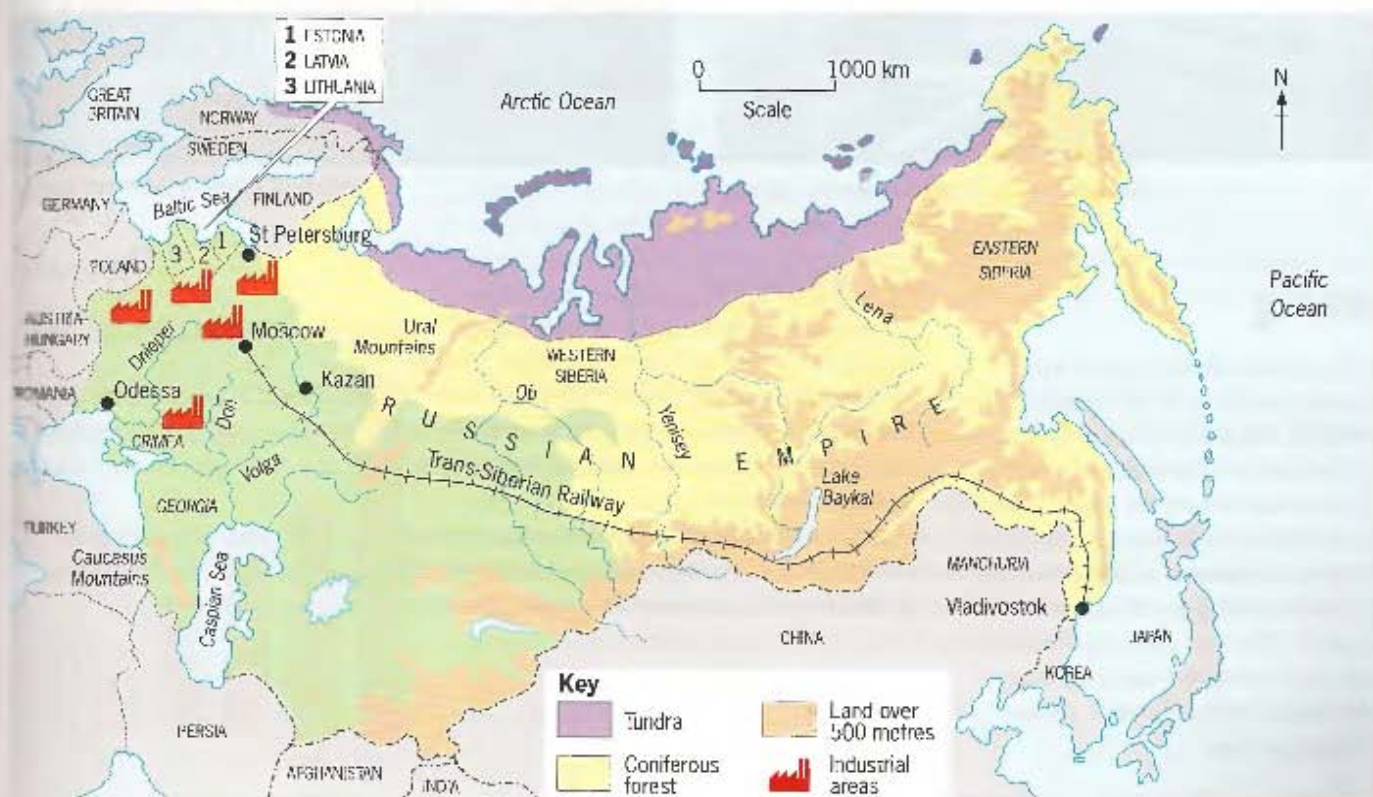 1 ESTONIA
2 LATVIA
3 LITHUANIA
GREAT
BRITAIN
NORWAY
SWEDEN
Arctic Ocean
0 1000 km
Scale
N
GERMANY
Baltic Sea
FINLAND
St Petersburg
1
2
3
POLAND
EASTERN
SIBERIA
Pacific
Ocean
AUSTRIA-
HUNGARY
Dnieper
Moscow
Ural
Mountains
WESTERN
SIBERIA
Lena
ROMANIA
Odessa
Kazan
Ob
Don
CRIMEA
Volga
Yenisey
RUSSIAN EMPIRE
Trans-Siberian Railway
Lake
Baykal
TURKEY
GEORGIA
Caucasus
Mountains
Caspian Sea
MANCHURIA
Vladivostok
CHINA
JAPAN
KOREA
PERSIA
AFGHANISTAN
INDIA
Key
Tundra
Land over
500 metres
Coniferous
forest
Industrial
areas